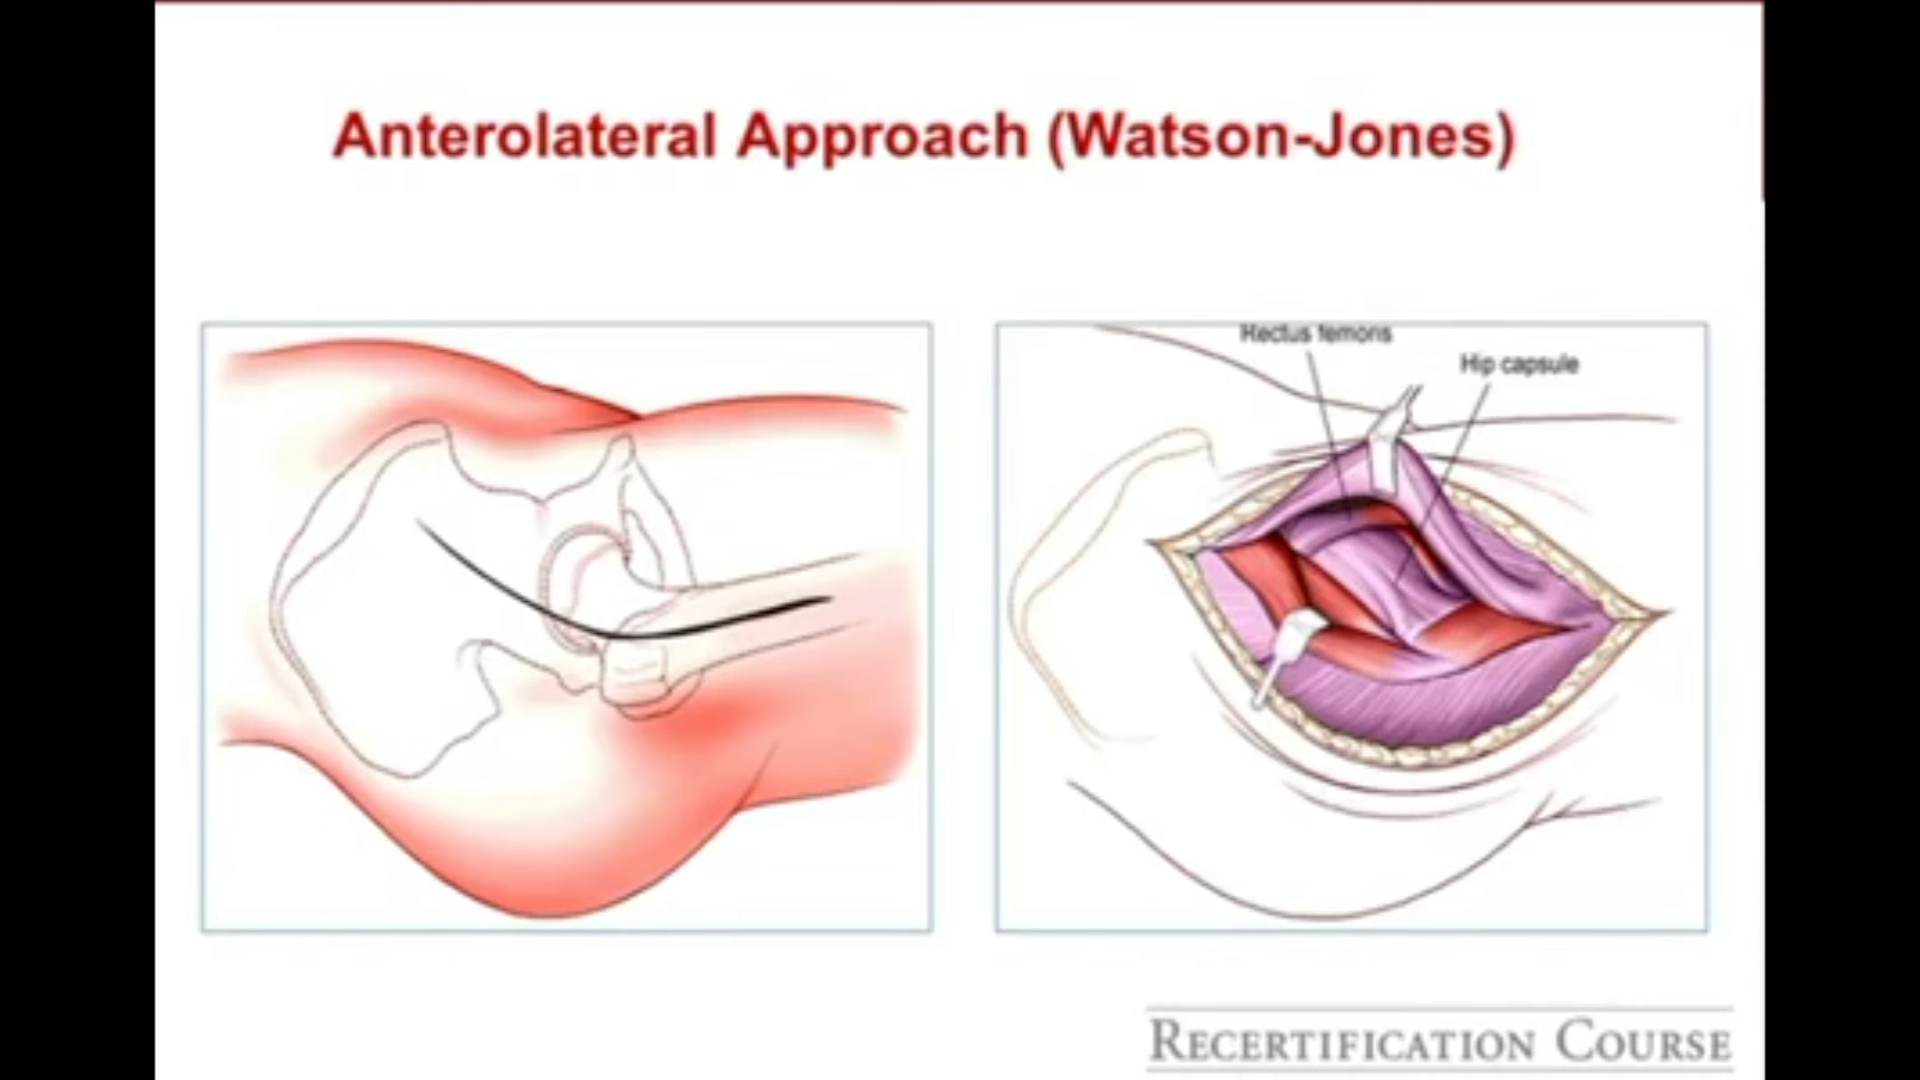 Anterolateral Approach (Watson-Jones)
Rectus femoris
Hip capsule
RECERTIFICATION COURSE